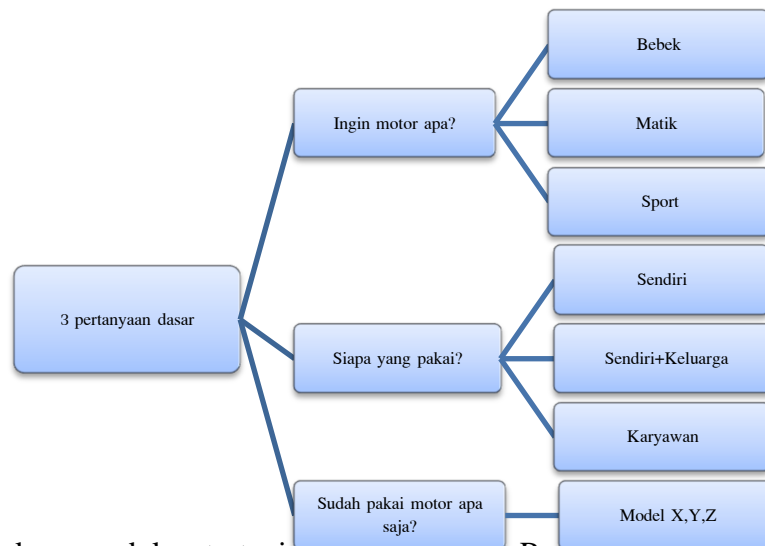 3 pertanyaan dasar
Ingin motor apa?
Bebek
Matik
Sport
Siapa yang pakai?
Sendiri
Sendiri+Keluarga
Karyawan
Sudah pakai motor apa
saja?
Model X,Y,Z